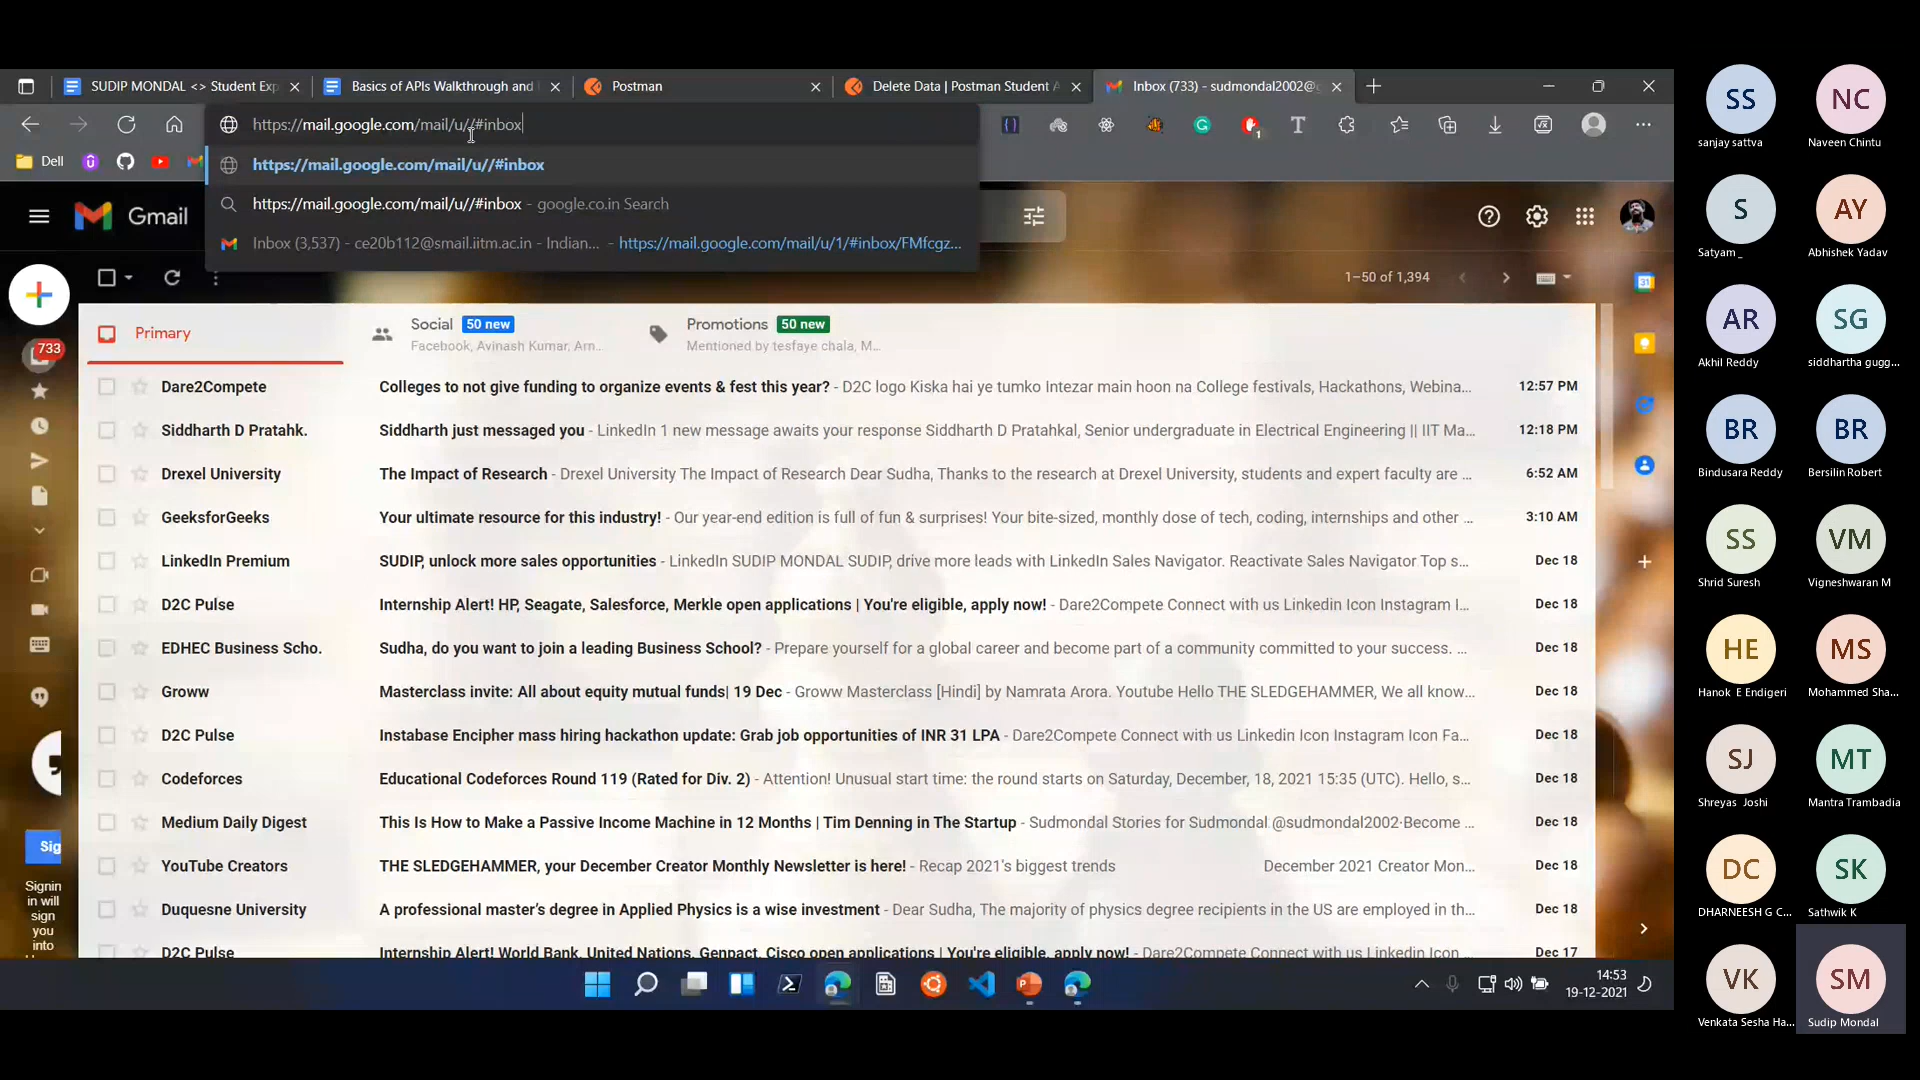 SUDIP MONDAL <> Student Exp
Basics of APIs Walkthrough and
Postman
Delete Data | Postman Student A
Inbox (733) - sudmondal2002@g
https://mail.google.com/mail/u//#inbox
1
Dell
https://mail.google.com/mail/u//#inbox
https://mail.google.com/mail/u//#inbox - google.co.in Search
Inbox (3,537) - ce20b112@smail.iitm.ac.in - Indian... - https://mail.google.com/mail/u/1/#inbox/FMfcgz...
Gmail
1–50 of 1,394
31
733
Primary
Social 50 new
Facebook, Avinash Kumar, Arn...
Promotions 50 new
Mentioned by tesfaye chala, M...
Dare2Compete Colleges to not give funding to organize events & fest this year? - D2C logo Kiska hai ye tumko Intezar main hoon na College festivals, Hackathons, Webina... 12:57 PM
Siddharth D Pratahk. Siddharth just messaged you - LinkedIn 1 new message awaits your response Siddharth D Pratahkal, Senior undergraduate in Electrical Engineering || IIT Ma... 12:18 PM
Drexel University The Impact of Research - Drexel University The Impact of Research Dear Sudha, Thanks to the research at Drexel University, students and expert faculty are ... 6:52 AM
GeeksforGeeks Your ultimate resource for this industry! - Our year-end edition is full of fun & surprises! Your bite-sized, monthly dose of tech, coding, internships and other ... 3:10 AM
LinkedIn Premium SUDIP, unlock more sales opportunities - LinkedIn SUDIP MONDAL SUDIP, drive more leads with LinkedIn Sales Navigator. Reactivate Sales Navigator Top s... Dec 18
D2C Pulse Internship Alert! HP, Seagate, Salesforce, Merkle open applications | You're eligible, apply now! - Dare2Compete Connect with us Linkedin Icon Instagram I... Dec 18
EDHEC Business Scho. Sudha, do you want to join a leading Business School? - Prepare yourself for a global career and become part of a community committed to your success. ... Dec 18
Groww Masterclass invite: All about equity mutual funds| 19 Dec - Groww Masterclass [Hindi] by Namrata Arora. Youtube Hello THE SLEDGEHAMMER, We all know... Dec 18
D2C Pulse Instabase Encipher mass hiring hackathon update: Grab job opportunities of INR 31 LPA - Dare2Compete Connect with us Linkedin Icon Instagram Icon Fa... Dec 18
Codeforces Educational Codeforces Round 119 (Rated for Div. 2) - Attention! Unusual start time: the round starts on Saturday, December, 18, 2021 15:35 (UTC). Hello, s... Dec 18
Medium Daily Digest This Is How to Make a Passive Income Machine in 12 Months | Tim Denning in The Startup - Sudmondal Stories for Sudmondal @sudmondal2002·Become ... Dec 18
YouTube Creators THE SLEDGEHAMMER, your December Creator Monthly Newsletter is here! - Recap 2021's biggest trends December 2021 Creator Mon... Dec 18
Duquesne University A professional master's degree in Applied Physics is a wise investment - Dear Sudha, The majority of physics degree recipients in the US are employed in th... Dec 18
D2C Pulse Internship Alert! World Bank, United Nations, Genpact, Cisco open applications | You're eligible, apply now! - Dare2Compete Connect with us Linkedin Icon Dec 17
Sig
Signin
in will
sign
you
into
14:53
19-12-2021
SS NC
sanjay sattva Naveen Chintu
S AY
Satyam _ Abhishek Yadav
AR SG
Akhil Reddy siddhartha gugg...
BR BR
Bindusara Reddy Bersilin Robert
SS VM
Shrid Suresh Vigneshwaran M
HE MS
Hanok E Endigeri Mohammed Sha...
SJ MT
Shreyas Joshi Mantra Trambadia
DC SK
DHARNEESH G C... Sathwik K
VK SM
Venkata Sesha Ha... Sudip Mondal